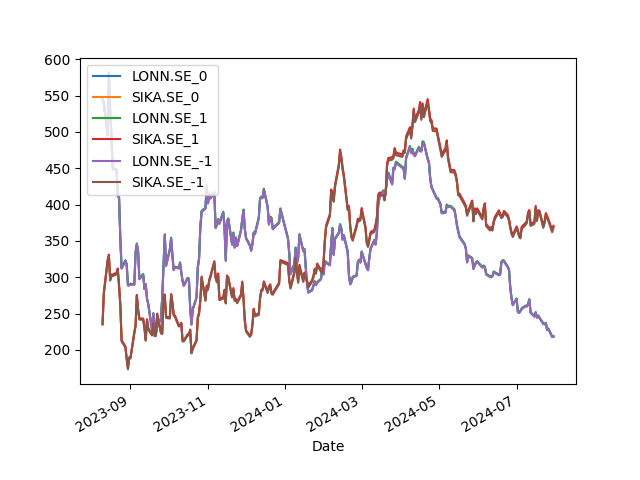 600
550
500
450
400
350
300
250
200
LONN.SE_0
SIKA.SE_0
LONN.SE_1
SIKA.SE_1
LONN.SE_-1
SIKA.SE_-1
2023-09
2023-11
2024-01
2024-03
2024-05
2024-07
Date